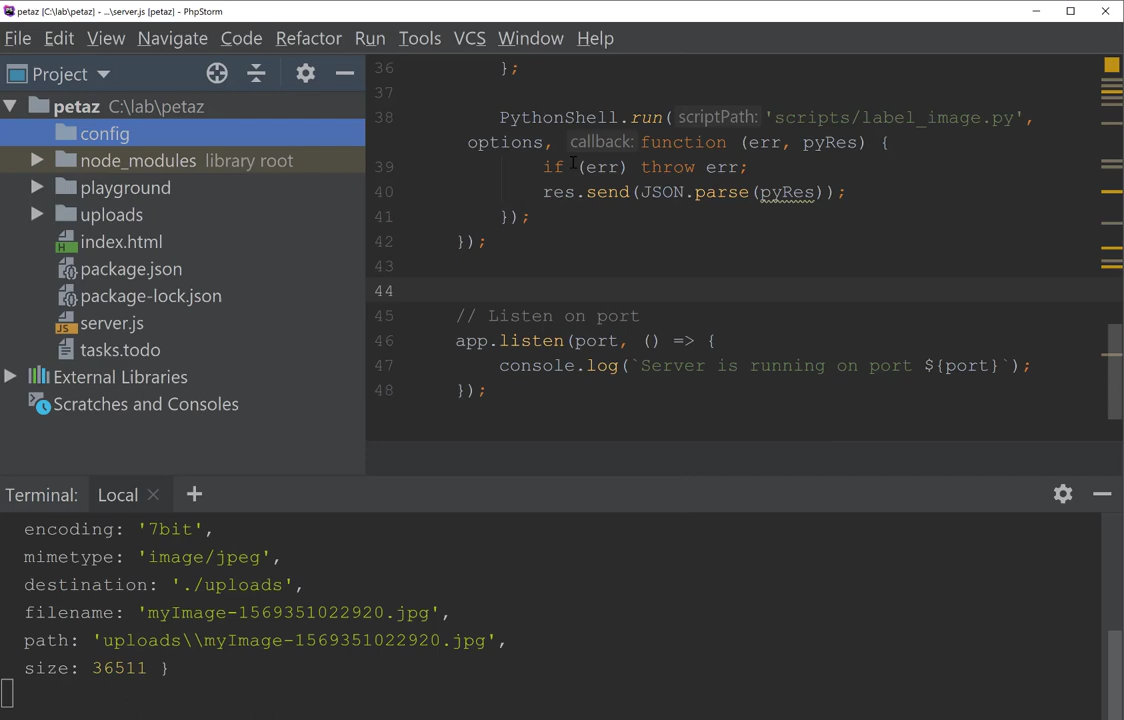 petaz [C:\lab\petaz] - ...\server.js [petaz] - PhpStorm
File Edit View Navigate Code Refactor Run Tools VCS Window Help
Project
petaz C:\lab\petaz
config
node_modules library root
playground
uploads
index.html
package.json
package-lock.json
server.js
tasks.todo
External Libraries
Scratches and Consoles
36 };
37
38 PythonShell.run( scriptPath: 'scripts/label_image.py',
options, callback: function (err, pyRes) {
39 if (err) throw err;
40 res.send(JSON.parse(pyRes));
41 });
42 });
43
44
45 // Listen on port
46 app.listen(port, () => {
47 console.log(`Server is running on port ${port}`);
48 });
Terminal: Local
encoding: '7bit',
mimetype: 'image/jpeg',
destination: './uploads',
filename: 'myImage-1569351022920.jpg',
path: 'uploads\\myImage-1569351022920.jpg',
size: 36511 }